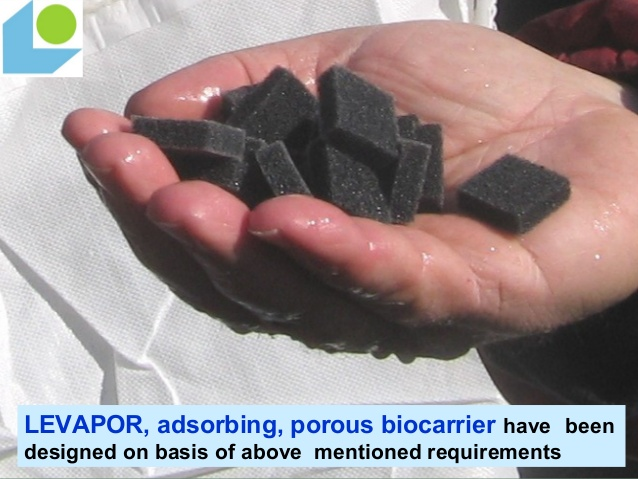 LEVAPOR, adsorbing, porous biocarrier have been
designed on basis of above mentioned requirements